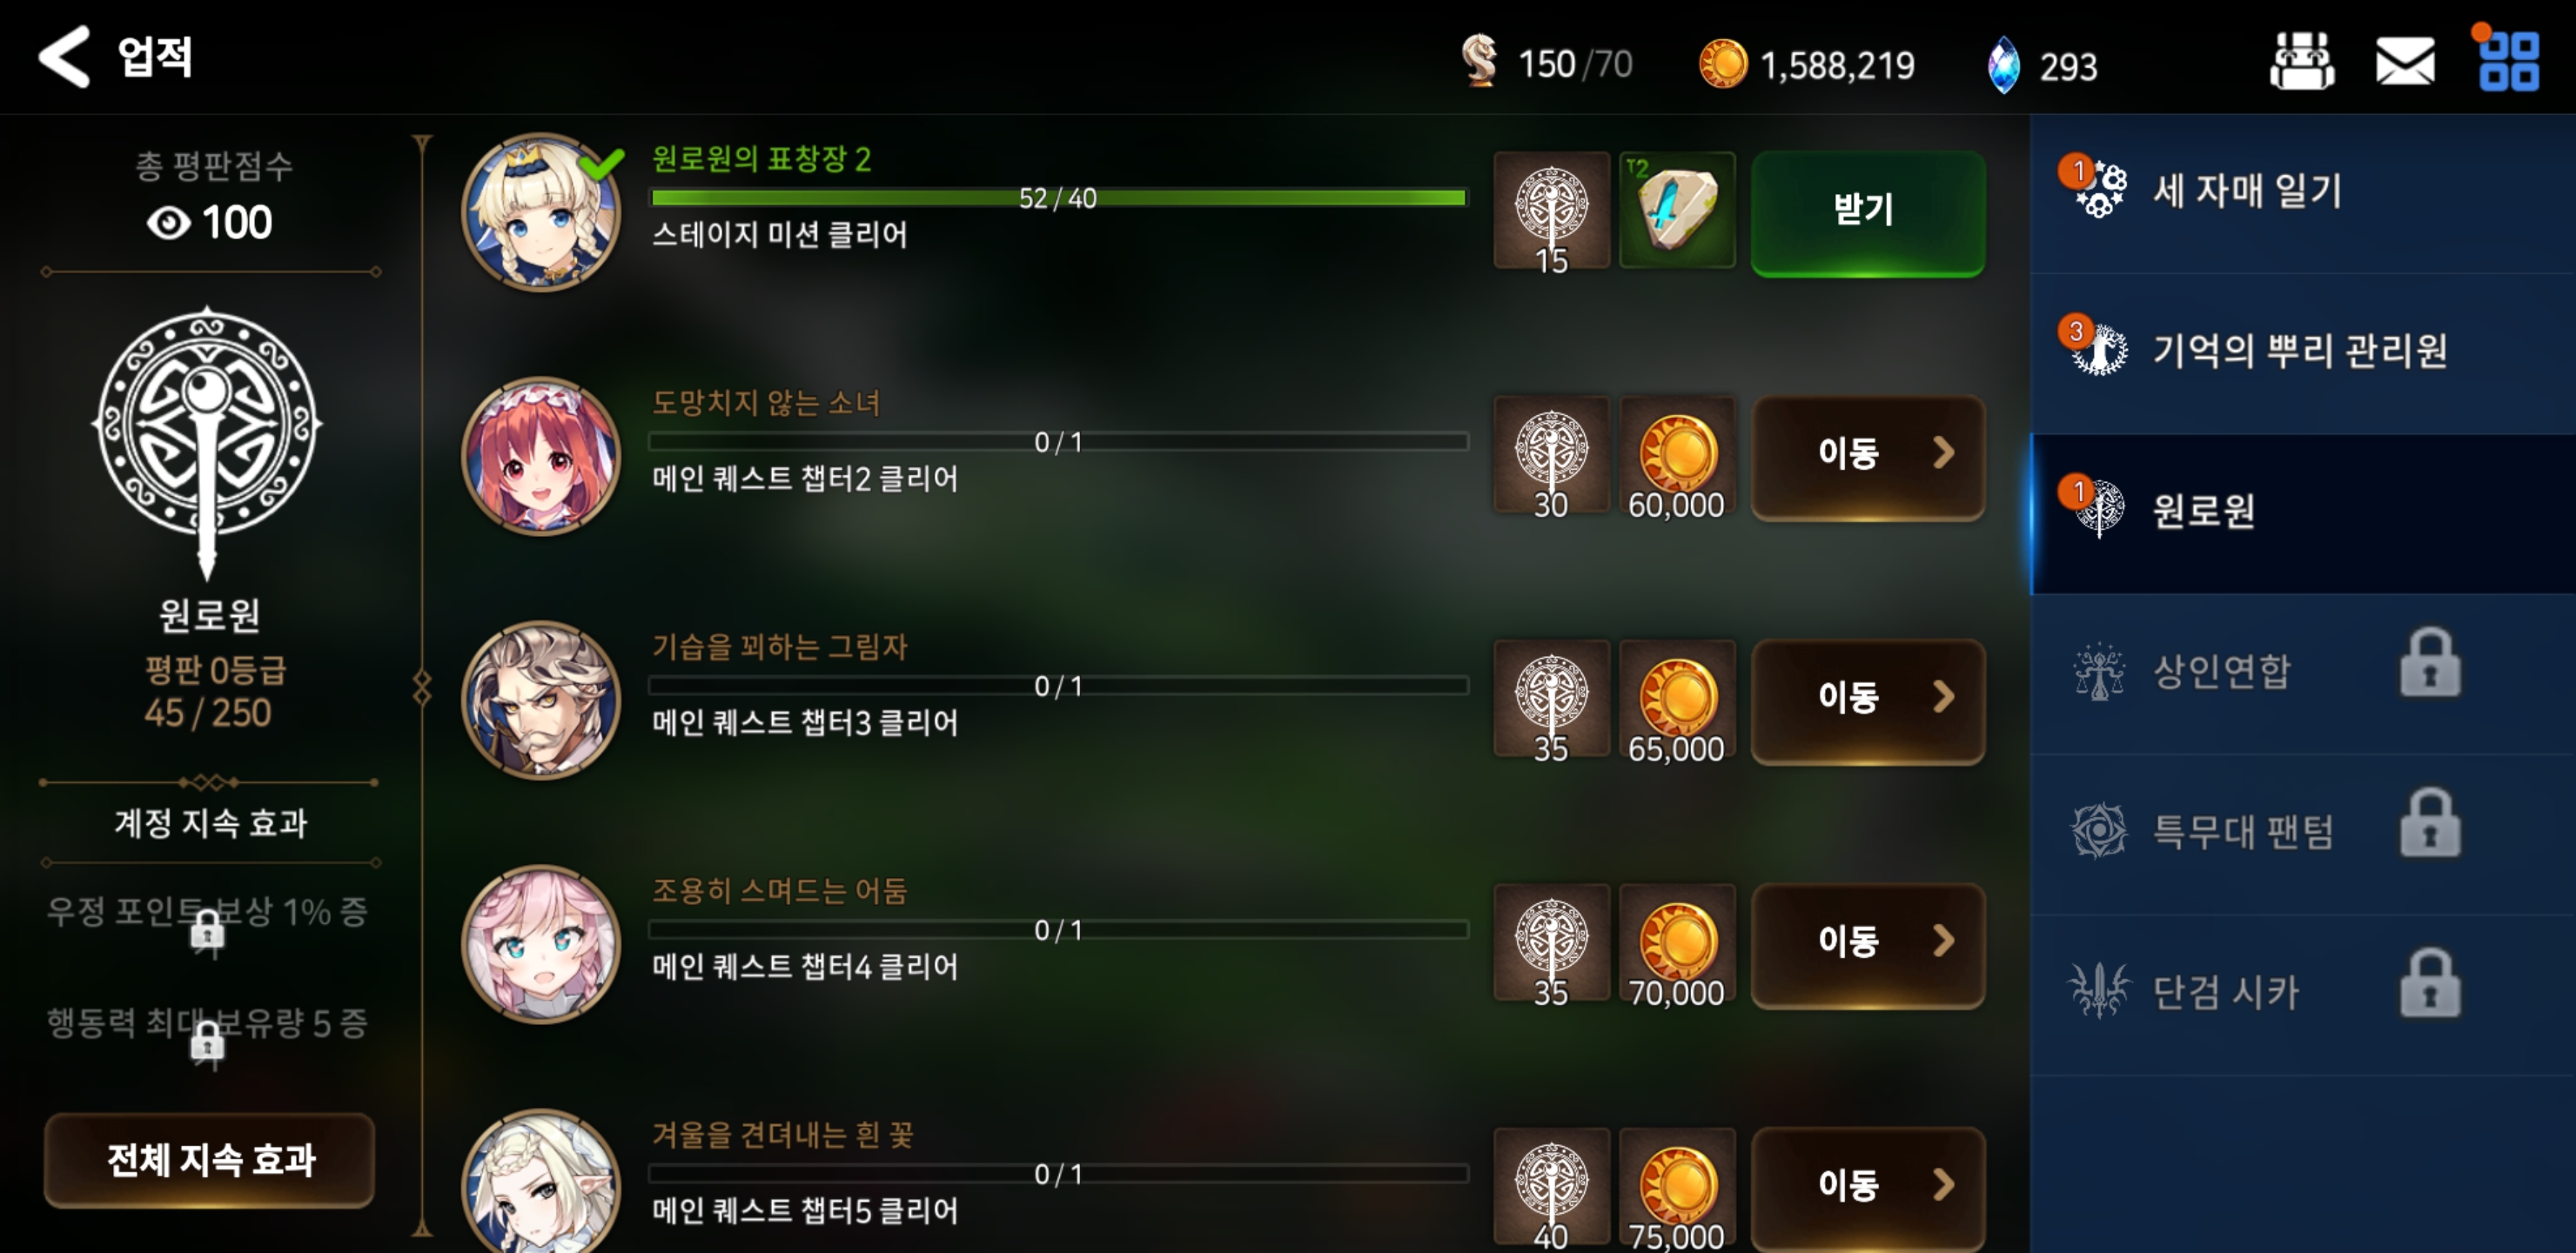 업적
150/70
1,588,219
293
총 평판점수
100
원로원
평판 0등급
45 / 250
계정 지속 효과
우정 포인트 보상 1% 증
행동력 최대 보유량 5 증
전체 지속 효과
원로원의 표창장 2
52 / 40
스테이지 미션 클리어
15
T2
받기
도망치지 않는 소녀
0 / 1
메인 퀘스트 챕터2 클리어
30
60,000
이동
기습을 꾀하는 그림자
0 / 1
메인 퀘스트 챕터3 클리어
35
65,000
이동
조용히 스며드는 어둠
0 / 1
메인 퀘스트 챕터4 클리어
35
70,000
이동
겨울을 견뎌내는 흰 꽃
0 / 1
메인 퀘스트 챕터5 클리어
40
75,000
이동
1
세 자매 일기
3
기억의 뿌리 관리원
1
원로원
상인연합
특무대 팬텀
단검 시카